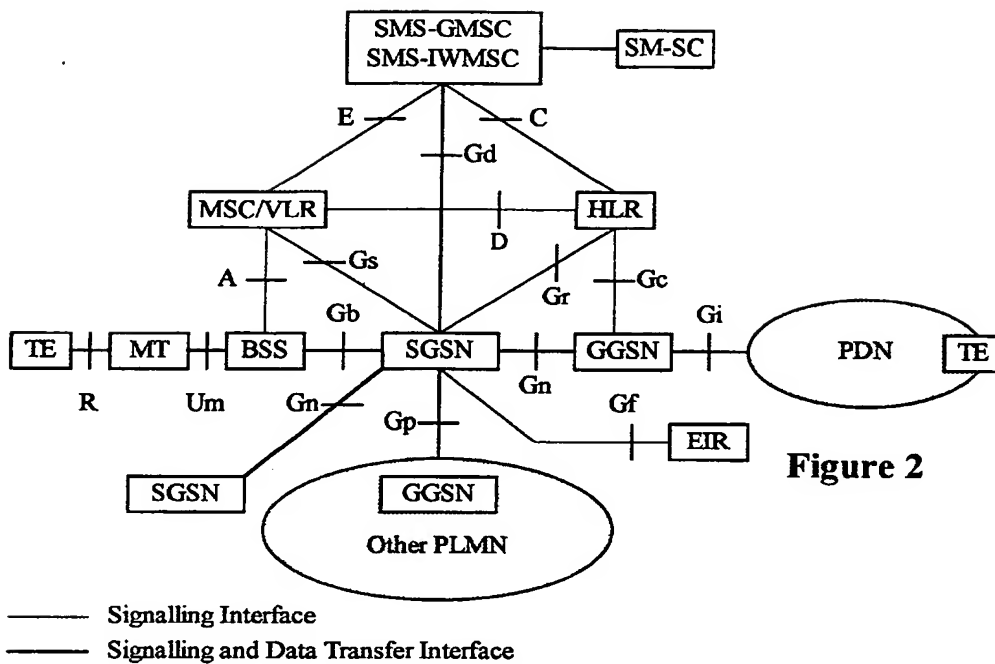 SMS-GMSC
SMS-IWMSC
SM-SC
E
C
Gd
MSC/VLR
HLR
D
A
Gs
Gr
Gc
Gb
Gi
TE
MT
BSS
SGSN
GGSN
PDN
TE
R
Um
Gn
Gn
Gp
Gf
EIR
Figure 2
SGSN
GGSN
Other PLMN
Signalling Interface
Signalling and Data Transfer Interface